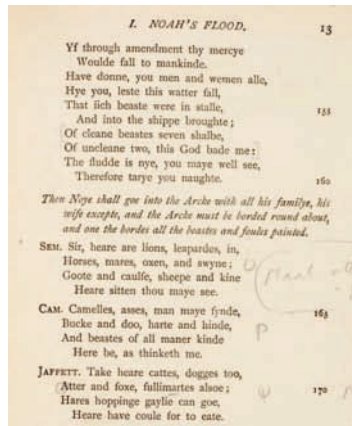 I. NOAH'S FLOOD. 13
Yf through amendment thy mercye
Woulde fall to mankinde.
Have donne, you men and wemen alle,
Hye you, leste this watter fall,
That ilch beaste were in stalle, 155
And into the shippe broughte;
Of cleane beastes seven shalbe,
Of uncleane two, this God bade me:
The fludde is nye, you maye well see,
Therefore tarye you naughte. 160
Then Noye shall goe into the Arcke with all his familye, his
wife excepte, and the Arcke must be borded round about,
and one the bordes all the beastes and foules painted.
SEM. Sir, heare are lions, leapardes, in,
Horses, mares, oxen, and swyne;
Goote and caulfe, sheepe and kine
Heare sitten thou maye see.
CAM. Camelles, asses, man maye fynde, 165
Bucke and doo, harte and hinde,
And beastes of all maner kinde
Here be, as thinketh me.
P
JAFFETT. Take heare cattes, dogges too,
Atter and foxe, fullimartes alsoe; 170
Hares hoppinge gaylie can goe,
Heare have coule for to eate.